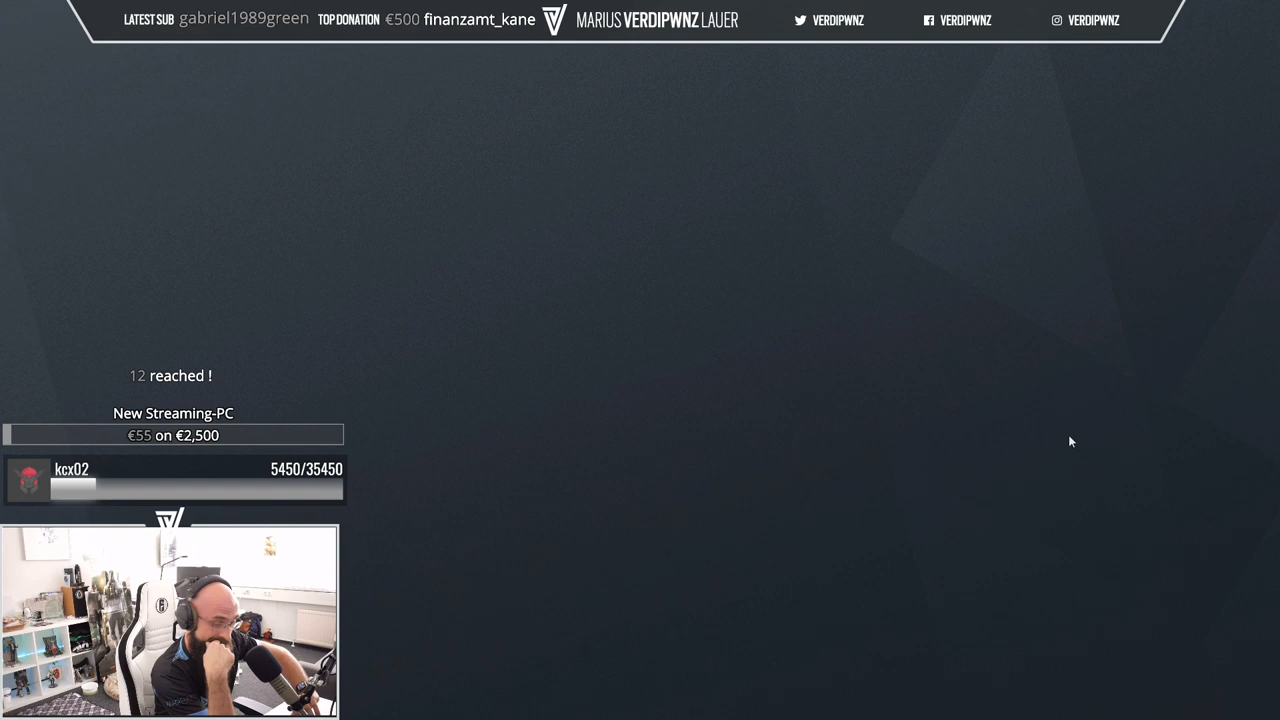 LATEST SUB gabriel1989green TOP DONATION €500 finanzamt_kane MARIUS VERDIPWNZ LAUER VERDIPWNZ VERDIPWNZ VERDIPWNZ
12 reached !
New Streaming-PC
€55 on €2,500
kcx02 5450/35450